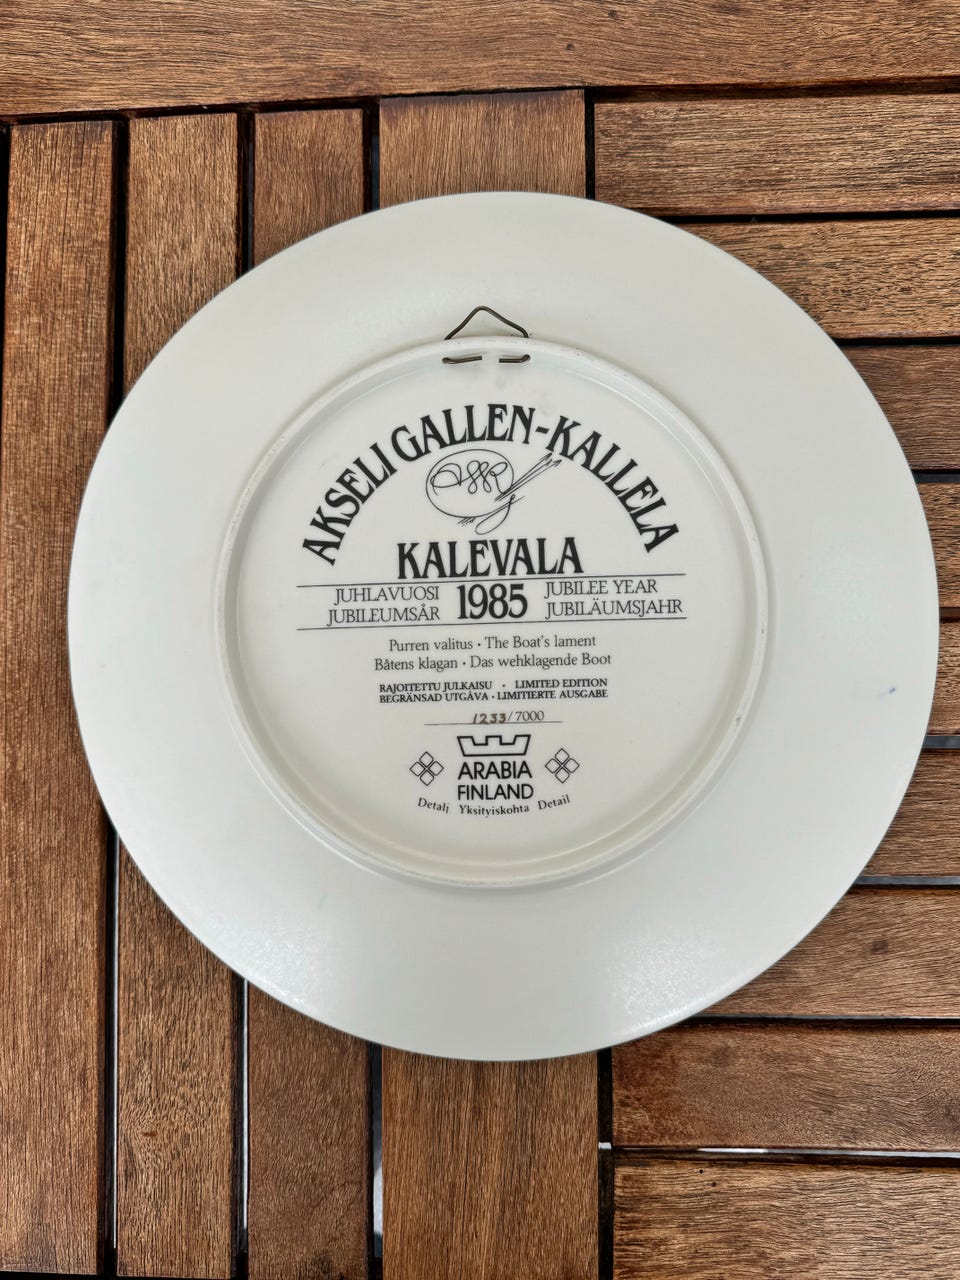 AKSELI GALLEN-KALLELA
KALEVALA
JUHLAVUOSI 1985 JUBILEE YEAR
JUBILEUMSÅR JUBILÄUMSJAHR
Purren valitus · The Boat's lament
Båtens klagan · Das wehklagende Boot
RAJOITETTU JULKAISU · LIMITED EDITION
BEGRÄNSAD UTGÅVA · LIMITIERTE AUSGABE
1233/7000
ARABIA
FINLAND
Detalj Yksityiskohta Detail